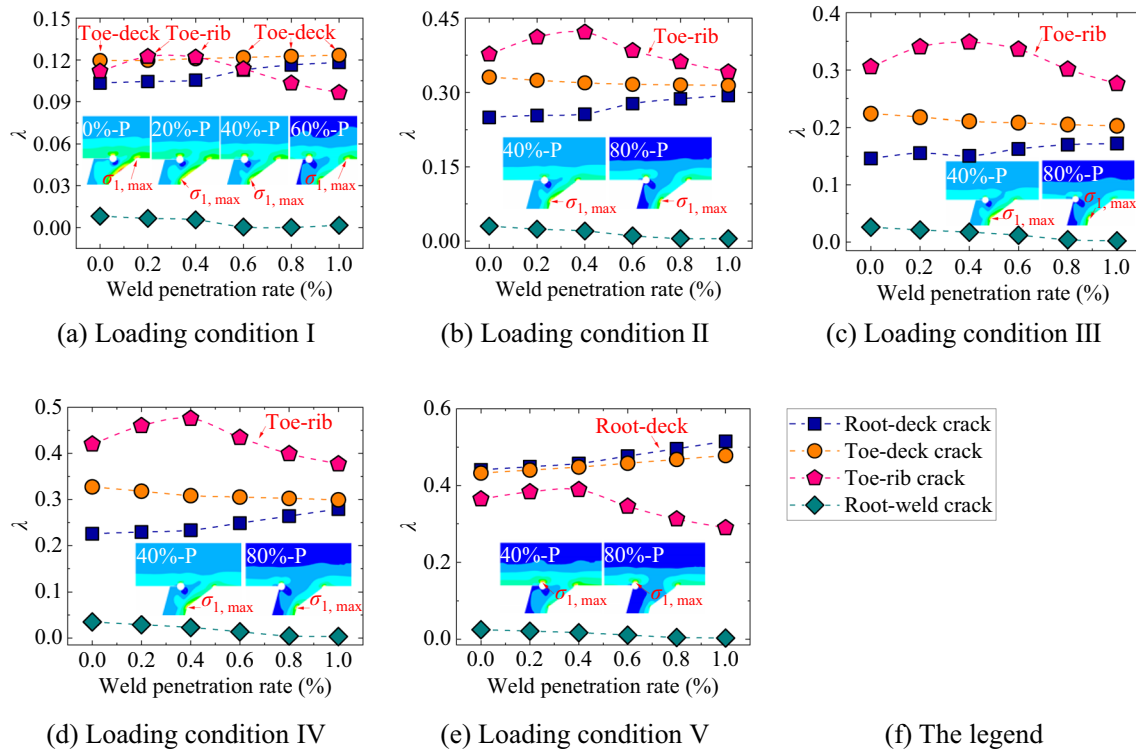 0.15
0.12
0.09
0.06
0.03
0.00
λ
Toe-deck
Toe-rib
Toe-deck
0%-P
20%-P
40%-P
60%-P
σ1, max
σ1, max
σ1, max
0.0 0.2 0.4 0.6 0.8 1.0
Weld penetration rate (%)
(a) Loading condition I
0.45
0.30
0.15
0.00
λ
Toe-rib
40%-P
80%-P
σ1, max
σ1, max
0.0 0.2 0.4 0.6 0.8 1.0
Weld penetration rate (%)
(b) Loading condition II
0.4
0.3
0.2
0.1
0.0
λ
Toe-rib
40%-P
80%-P
σ1, max
σ1, max
0.0 0.2 0.4 0.6 0.8 1.0
Weld penetration rate (%)
(c) Loading condition III
0.5
0.4
0.3
0.2
0.1
0.0
λ
Toe-rib
40%-P
80%-P
σ1, max
σ1, max
0.0 0.2 0.4 0.6 0.8 1.0
Weld penetration rate (%)
(d) Loading condition IV
0.6
0.4
0.2
0.0
λ
Root-deck
40%-P
80%-P
σ1, max
σ1, max
0.0 0.2 0.4 0.6 0.8 1.0
Weld penetration rate (%)
(e) Loading condition V
Root-deck crack
Toe-deck crack
Toe-rib crack
Root-weld crack
(f) The legend